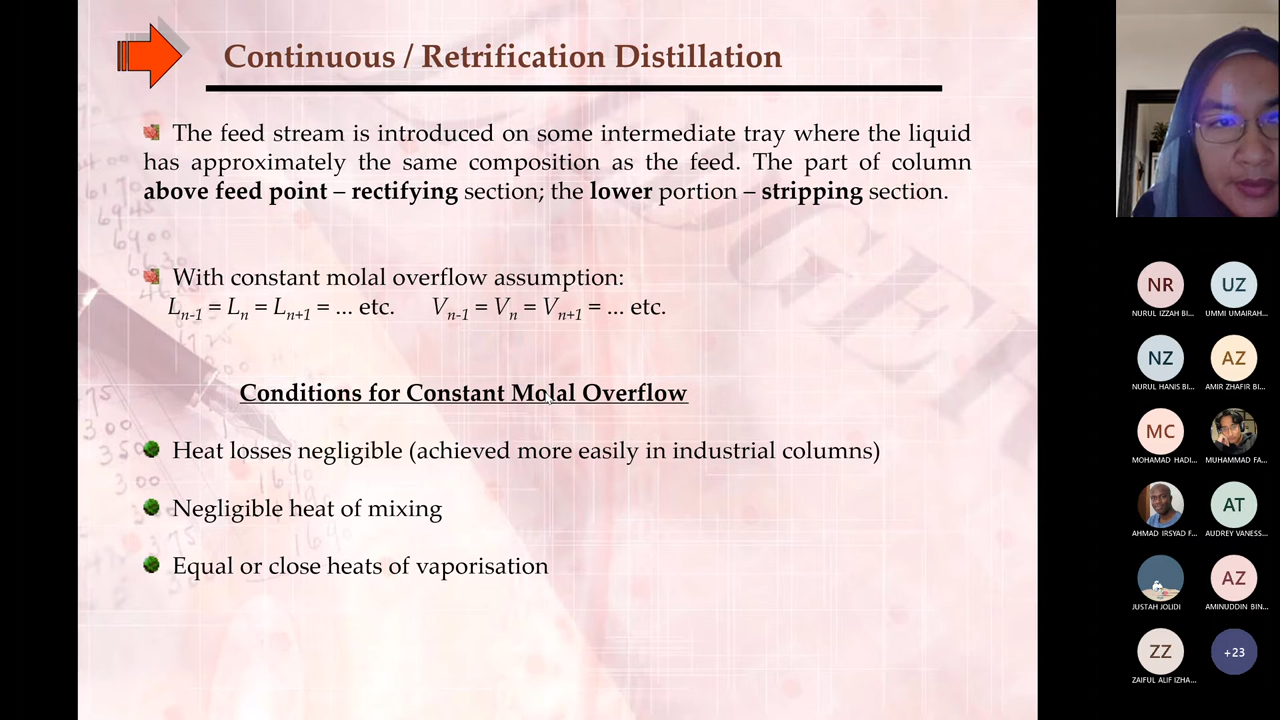 Continuous / Retrification Distillation
The feed stream is introduced on some intermediate tray where the liquid
has approximately the same composition as the feed. The part of column
above feed point – rectifying section; the lower portion – stripping section.
With constant molal overflow assumption:
Ln-1 = Ln = Ln+1 = ... etc. Vn-1 = Vn = Vn+1 = ... etc.
Conditions for Constant Molal Overflow
Heat losses negligible (achieved more easily in industrial columns)
Negligible heat of mixing
Equal or close heats of vaporisation
NR UZ
NURUL IZZAH BI... UMMI UMAIRAH...
NZ AZ
NURUL HANIS BI... AMIR ZHAFIR BI...
MC
MOHAMAD HADI... MUHAMMAD FA...
AT
AHMAD IRSYAD F... AUDREY VANESS...
AZ
JUSTAH JOLIDI AMINUDDIN BIN...
ZZ +23
ZAIFUL ALIF IZHA...